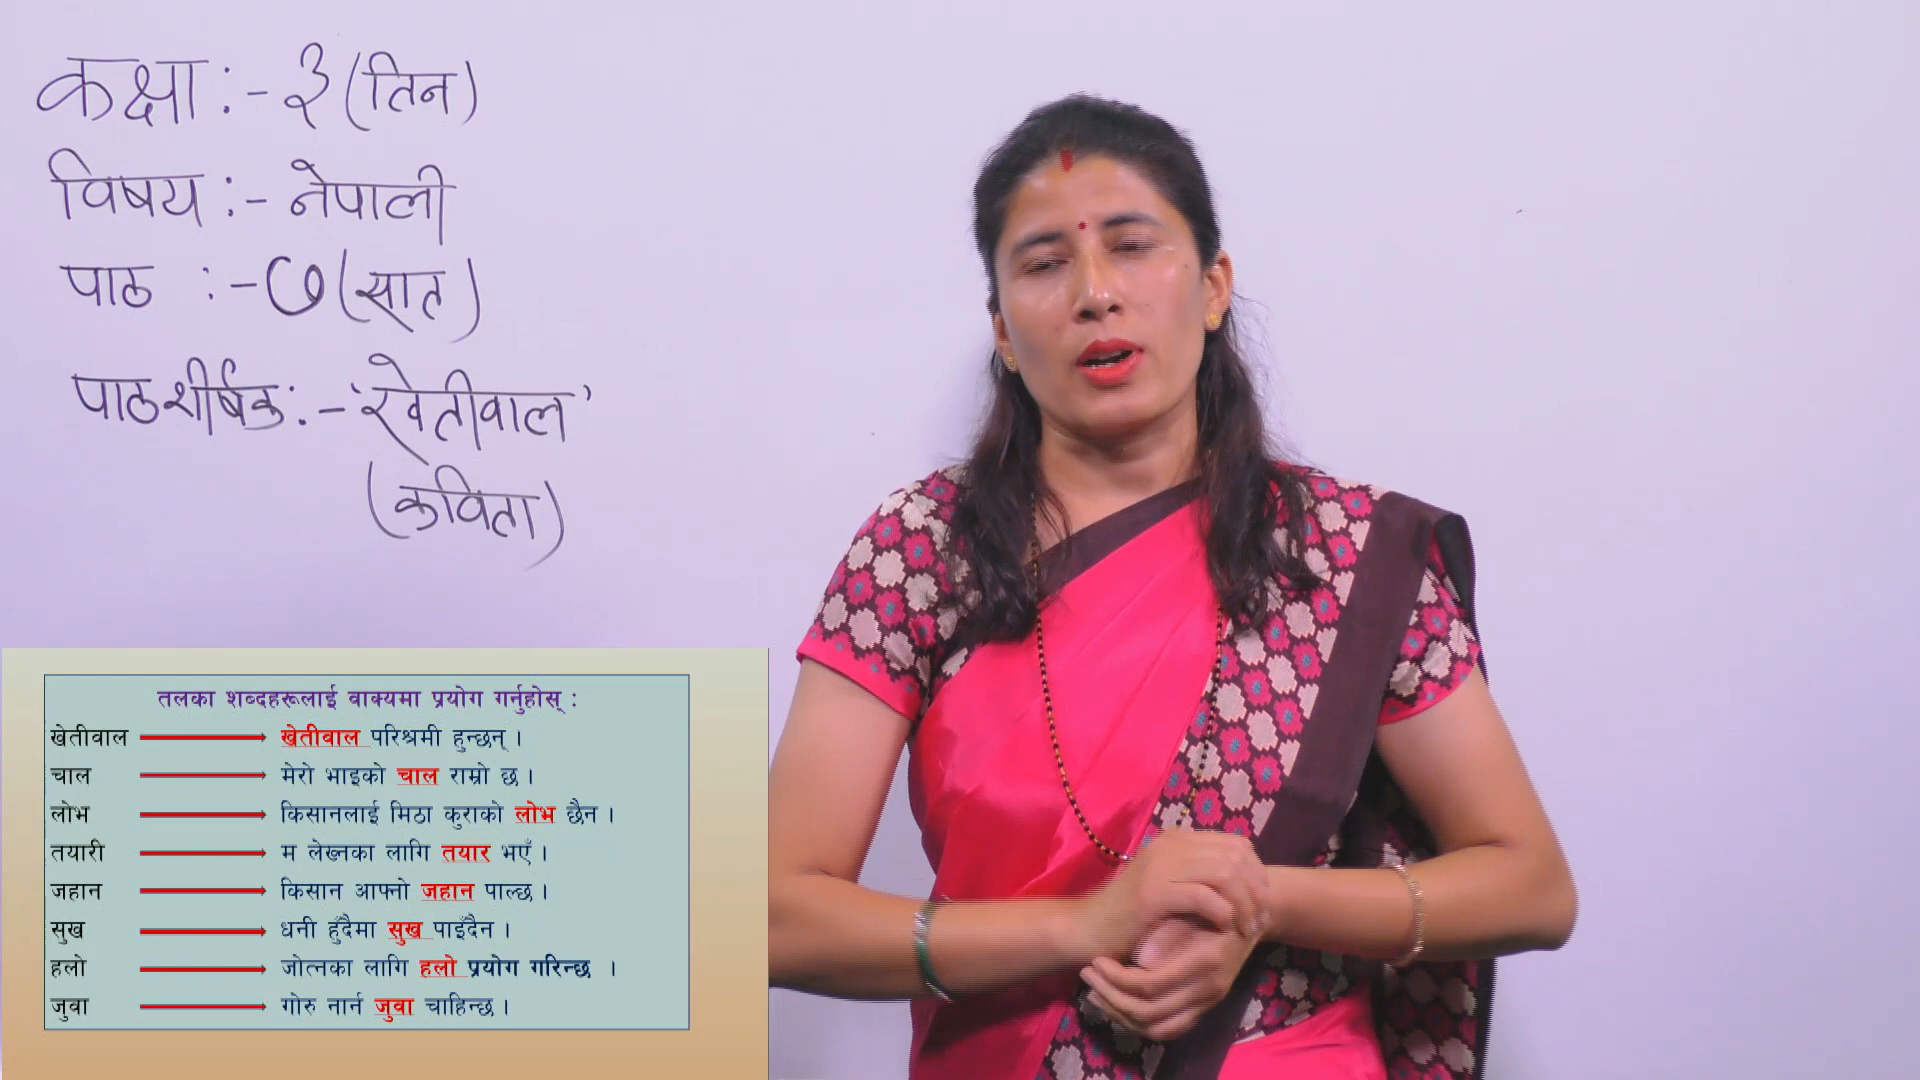 कक्षा :- ३ (तिन)
विषय :- नेपाली
पाठ :- ७ (सात)
पाठशीर्षक :- 'खेतीवाल'
(कविता)
तलका शब्दहरूलाई वाक्यमा प्रयोग गर्नुहोस् :
खेतीवाल खेतीवाल परिश्रमी हुन्छन् ।
चाल मेरो भाइको चाल राम्रो छ ।
लोभ किसानलाई मिठा कुराको लोभ छैन ।
तयारी म लेख्नका लागि तयार भएँ ।
जहान किसान आफ्नो जहान पाल्छ ।
सुख धनी हुँदैमा सुख पाइँदैन ।
हलो जोत्नका लागि हलो प्रयोग गरिन्छ ।
जुवा गोरु नार्न जुवा चाहिन्छ ।